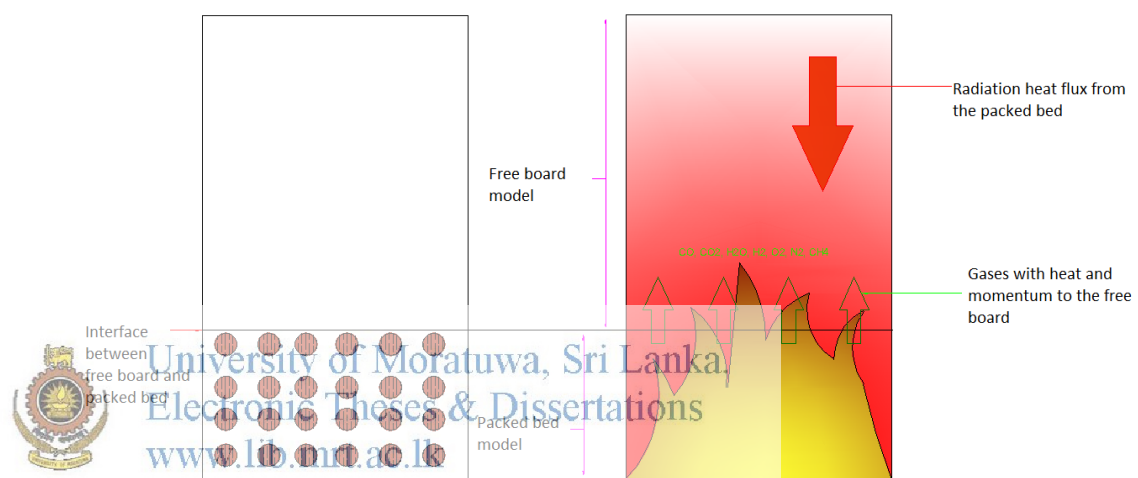 Radiation heat flux from
the packed bed
Free board
model
Gases with heat and
momentum to the free
board
Interface
between
free board and
packed bed
Packed bed
model
University of Moratuwa, Sri Lanka.
Electronic Theses & Dissertations
www.lib.mrt.ac.lk